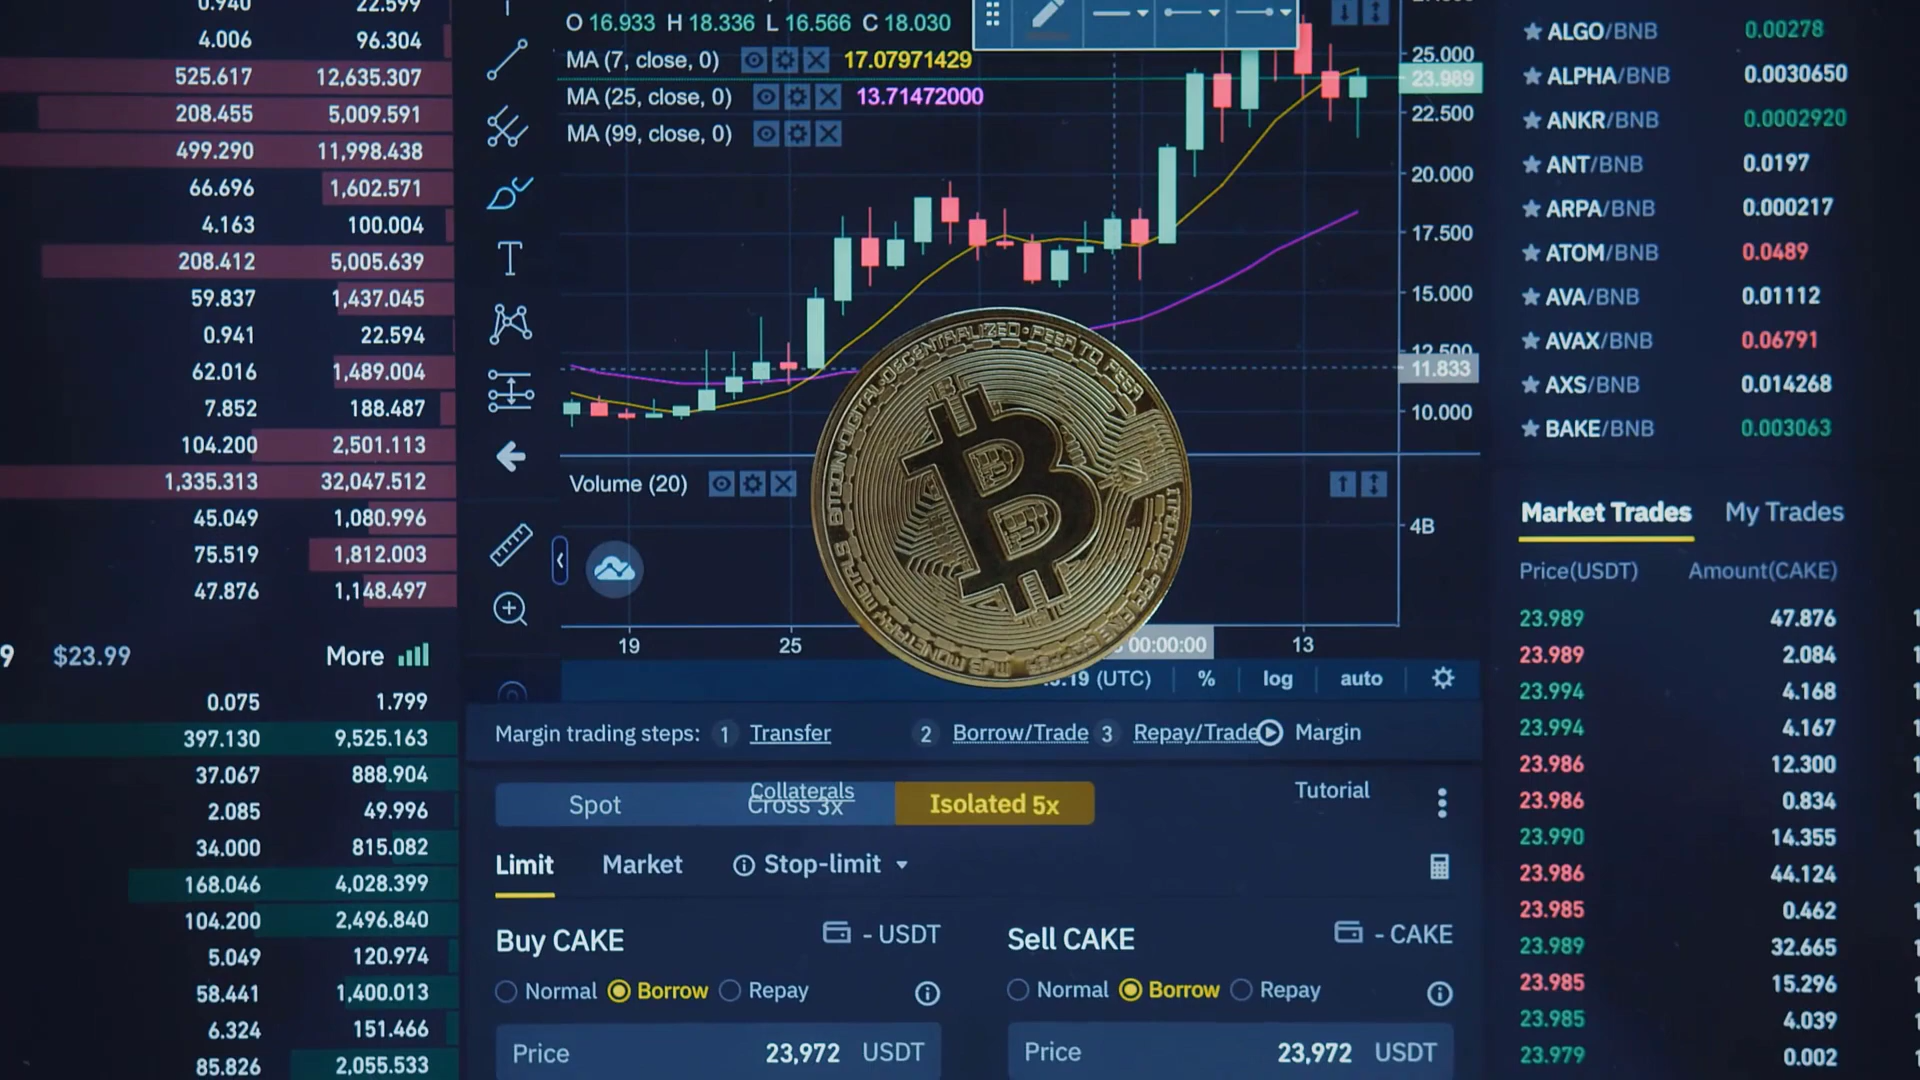 0.940 22.599
4.006 96.304
525.617 12,635.307
208.455 5,009.591
499.290 11,998.438
66.696 1,602.571
4.163 100.004
208.412 5,005.639
59.837 1,437.045
0.941 22.594
62.016 1,489.004
7.852 188.487
104.200 2,501.113
1,335.313 32,047.512
45.049 1,080.996
75.519 1,812.003
47.876 1,148.497
9 $23.99 More
0.075 1.799
397.130 9,525.163
37.067 888.904
2.085 49.996
34.000 815.082
168.046 4,028.399
104.200 2,496.840
5.049 120.974
58.441 1,400.013
6.324 151.466
85.826 2,055.533
O 16.933 H 18.336 L 16.566 C 18.030
MA (7, close, 0) 17.07971429
MA (25, close, 0) 13.71472000
MA (99, close, 0)
25.000
23.989
22.500
20.000
17.500
15.000
12.500
11.833
10.000
Volume (20)
4B
19 25 00:00:00 13
BITCOIN·DIGITAL·DECENTRALIZED·PEER TO PEER
:19 (UTC) % log auto
Margin trading steps: 1 Transfer 2 Borrow/Trade 3 Repay/Trade Margin
Collaterals Tutorial
Spot Cross 3x Isolated 5x
Limit Market Stop-limit
Buy CAKE - USDT
Normal Borrow Repay
Price 23,972 USDT
Sell CAKE - CAKE
Normal Borrow Repay
Price 23,972 USDT
ALGO/BNB 0.00278
ALPHA/BNB 0.0030650
ANKR/BNB 0.0002920
ANT/BNB 0.0197
ARPA/BNB 0.000217
ATOM/BNB 0.0489
AVA/BNB 0.01112
AVAX/BNB 0.06791
AXS/BNB 0.014268
BAKE/BNB 0.003063
Market Trades My Trades
Price(USDT) Amount(CAKE)
23.989 47.876
23.989 2.084
23.994 4.168
23.994 4.167
23.986 12.300
23.986 0.834
23.990 14.355
23.986 44.124
23.985 0.462
23.989 32.665
23.985 15.296
23.985 4.039
23.979 0.002